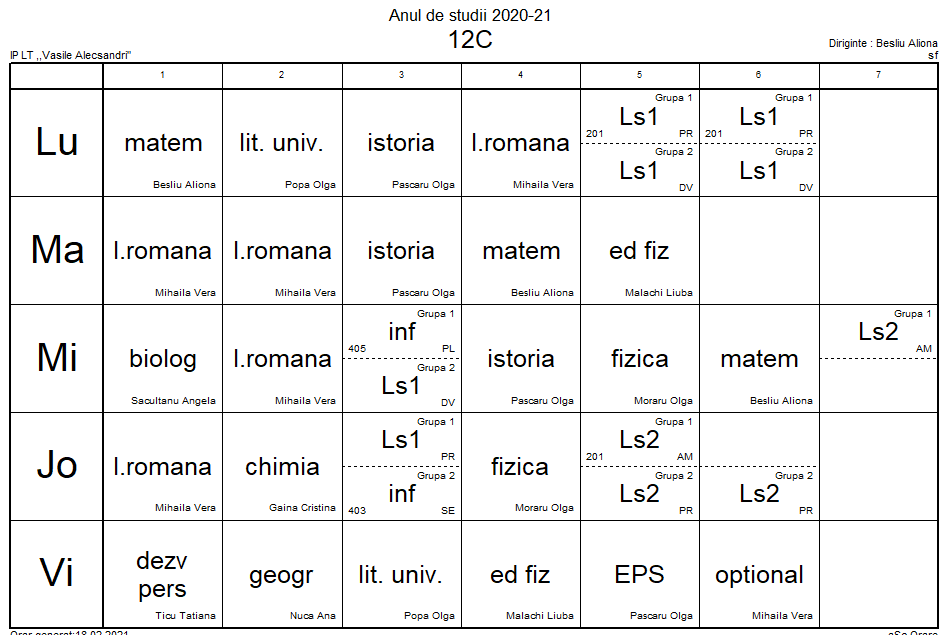 Anul de studii 2020-21
12C
IP LT ,,Vasile Alecsandri"
Diriginte : Besliu Aliona
sf
1 2 3 4 5 6 7
Lu
matem
Besliu Aliona
lit. univ.
Popa Olga
istoria
Pascaru Olga
l.romana
Mihaila Vera
Grupa 1
Ls1
201 PR
Grupa 2
Ls1
DV
Grupa 1
Ls1
201 PR
Grupa 2
Ls1
DV
Ma
l.romana
Mihaila Vera
l.romana
Mihaila Vera
istoria
Pascaru Olga
matem
Besliu Aliona
ed fiz
Malachi Liuba
Mi
biolog
Sacultanu Angela
l.romana
Mihaila Vera
Grupa 1
inf
405 PL
Grupa 2
Ls1
DV
istoria
Pascaru Olga
fizica
Moraru Olga
matem
Besliu Aliona
Grupa 1
Ls2
AM
Jo
l.romana
Mihaila Vera
chimia
Gaina Cristina
Grupa 1
Ls1
PR
Grupa 2
inf
403 SE
fizica
Moraru Olga
Grupa 1
Ls2
201 AM
Grupa 2
Ls2
PR
Grupa 2
Ls2
PR
Vi
dezv
pers
Ticu Tatiana
geogr
Nuca Ana
lit. univ.
Popa Olga
ed fiz
Malachi Liuba
EPS
Pascaru Olga
optional
Mihaila Vera
Orar generat:18.02.2021
aSc Orare